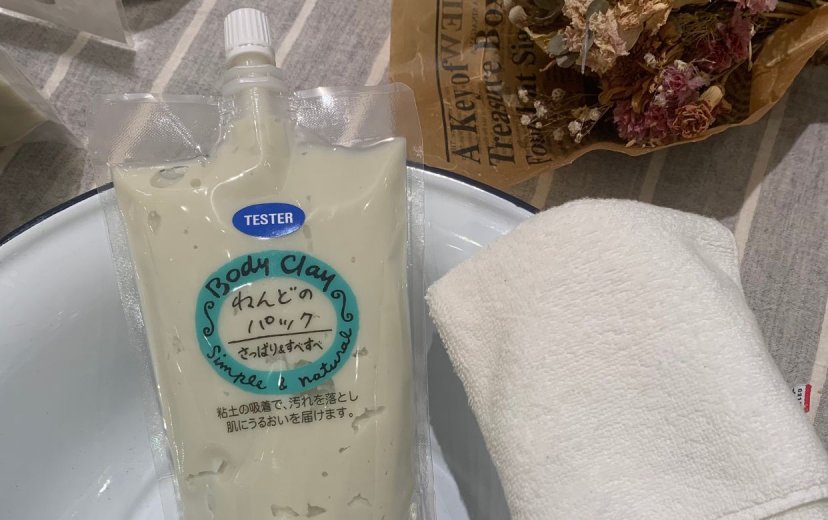 TESTER
Body Clay
ねんどの
パック
さっぱり&すべすべ
Simple & natural
粘土の吸着で、汚れを落とし
肌にうるおいを届けます。
A Key of WEL
Treasure Box